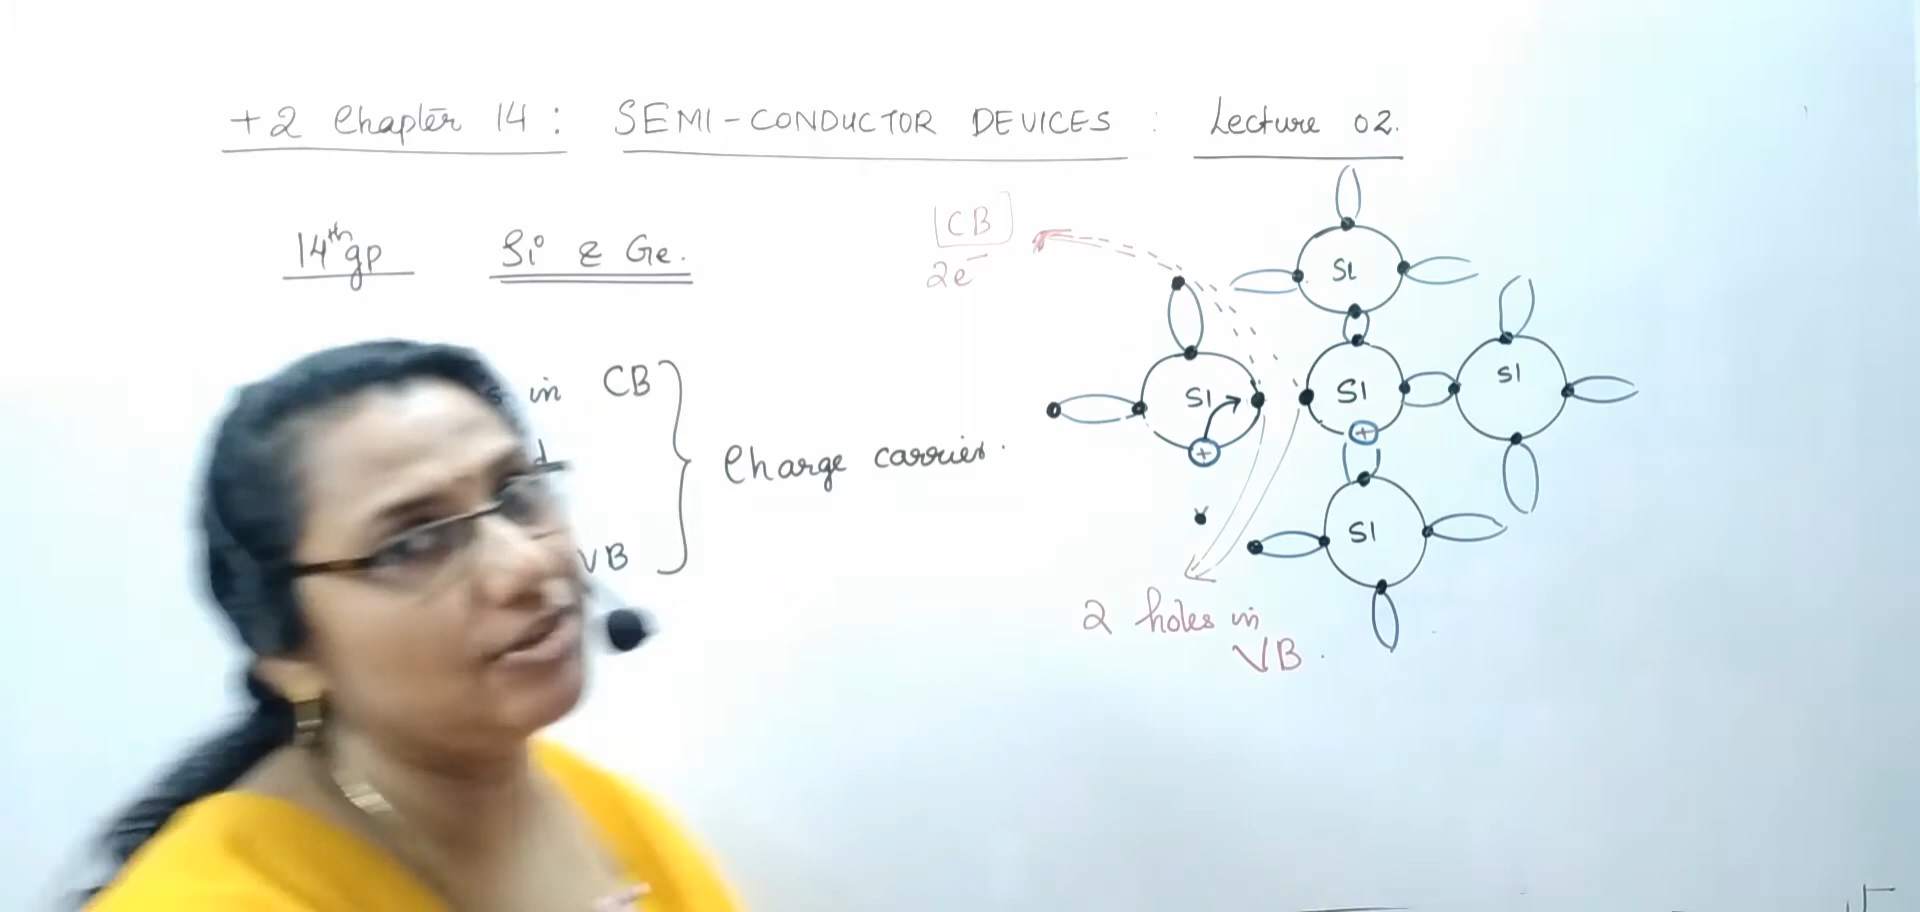 +2 Chapter 14 : SEMI-CONDUCTOR DEVICES : Lecture 02.
14th gp Si & Ge.
CB
2e⁻
in CB
VB
Charge carrier.
Si
Si
Si
Si
Si
+
+
2 holes in
VB.